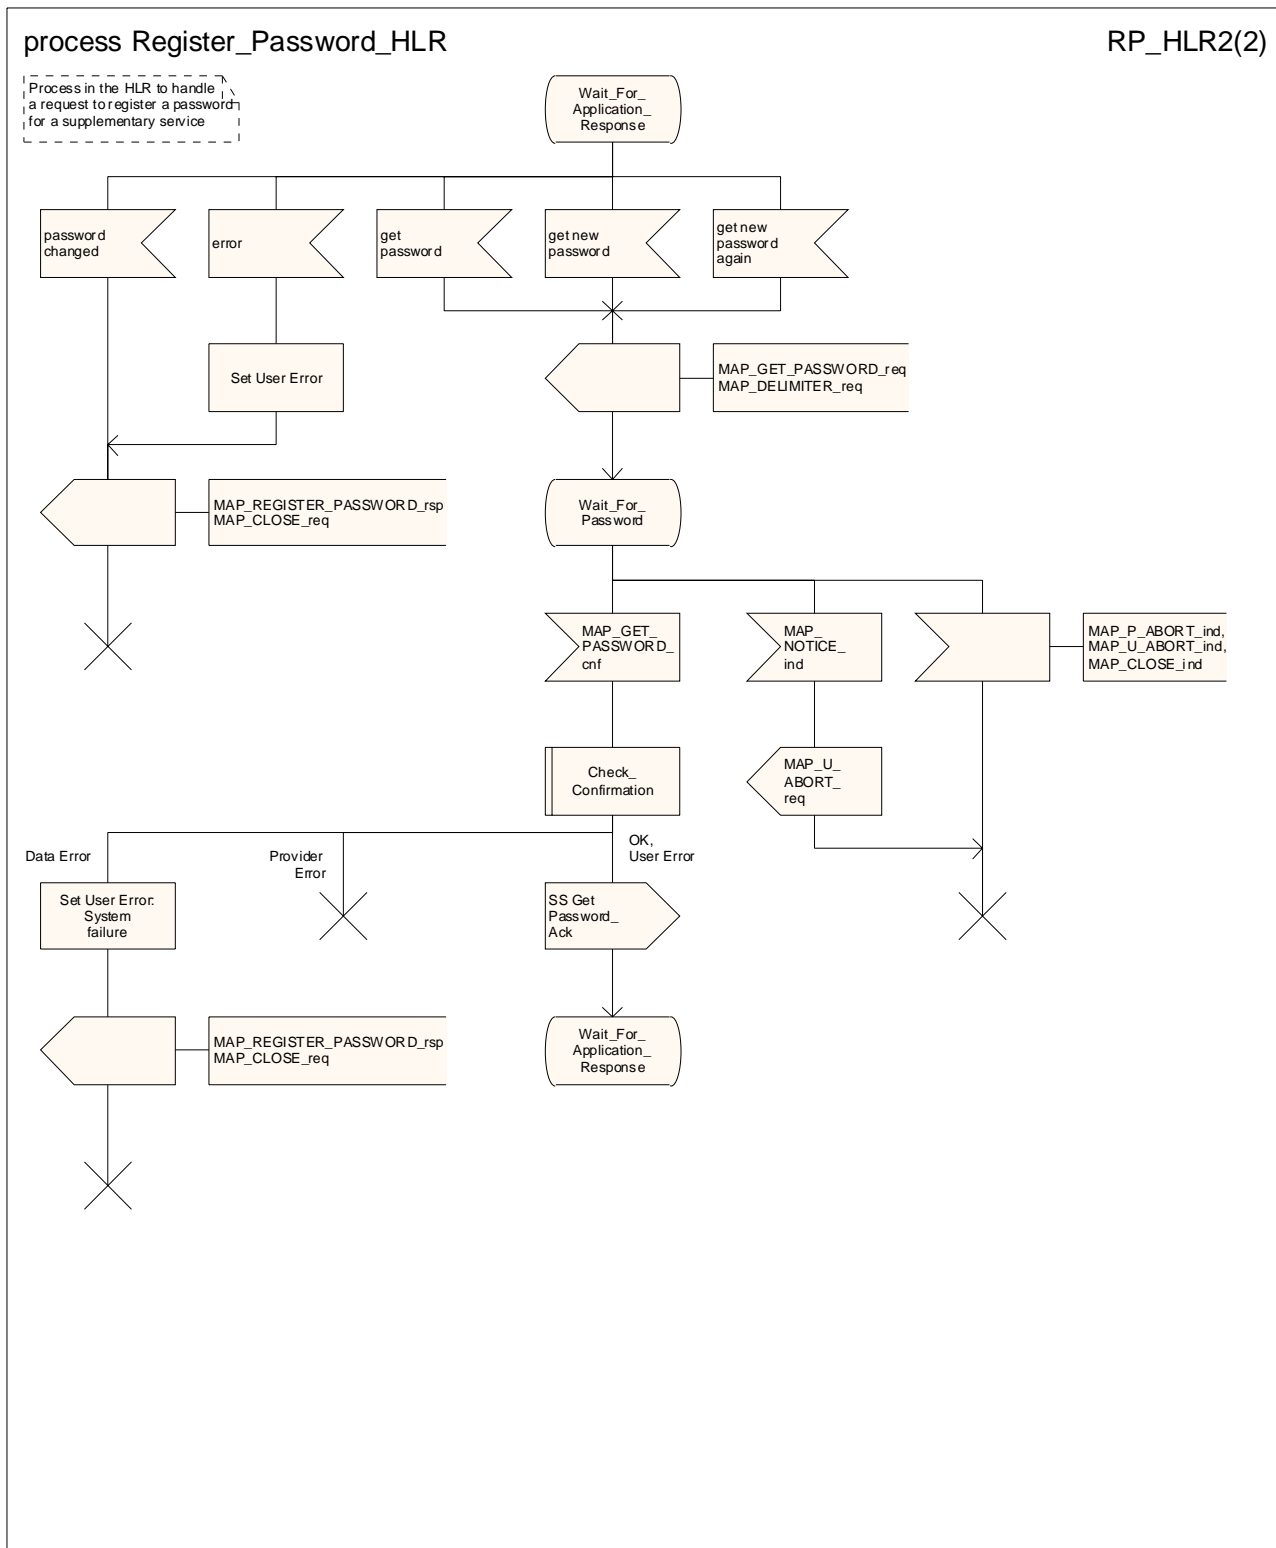 process Register_Password_HLR
RP_HLR2(2)
Process in the HLR to handle
a request to register a password
for a supplementary service
Wait_For_
Application_
Response
password
changed
error
get
password
get new
password
get new
password
again
Set User Error
MAP_GET_PASSWORD_req
MAP_DELIMITER_req
MAP_REGISTER_PASSWORD_rsp
MAP_CLOSE_req
Wait_For_
Password
MAP_GET_
PASSWORD_
cnf
MAP_
NOTICE_
ind
MAP_P_ABORT_ind,
MAP_U_ABORT_ind,
MAP_CLOSE_ind
Check_
Confirmation
MAP_U_
ABORT_
req
Data Error
Provider
Error
OK,
User Error
Set User Error:
System
failure
SS Get
Password_
Ack
MAP_REGISTER_PASSWORD_rsp
MAP_CLOSE_req
Wait_For_
Application_
Response